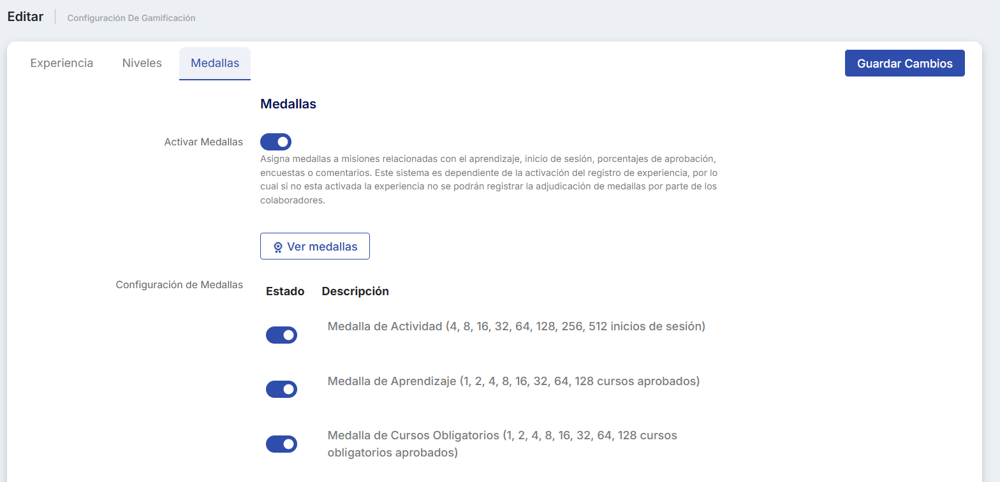 Editar
Configuración De Gamificación
Experiencia
Niveles
Medallas
Guardar Cambios
Medallas
Activar Medallas
Asigna medallas a misiones relacionadas con el aprendizaje, inicio de sesión, porcentajes de aprobación,
encuestas o comentarios. Este sistema es dependiente de la activación del registro de experiencia, por lo
cual si no esta activada la experiencia no se podrán registrar la adjudicación de medallas por parte de los
colaboradores.
Ver medallas
Configuración de Medallas
Estado
Descripción
Medalla de Actividad (4, 8, 16, 32, 64, 128, 256, 512 inicios de sesión)
Medalla de Aprendizaje (1, 2, 4, 8, 16, 32, 64, 128 cursos aprobados)
Medalla de Cursos Obligatorios (1, 2, 4, 8, 16, 32, 64, 128 cursos
obligatorios aprobados)